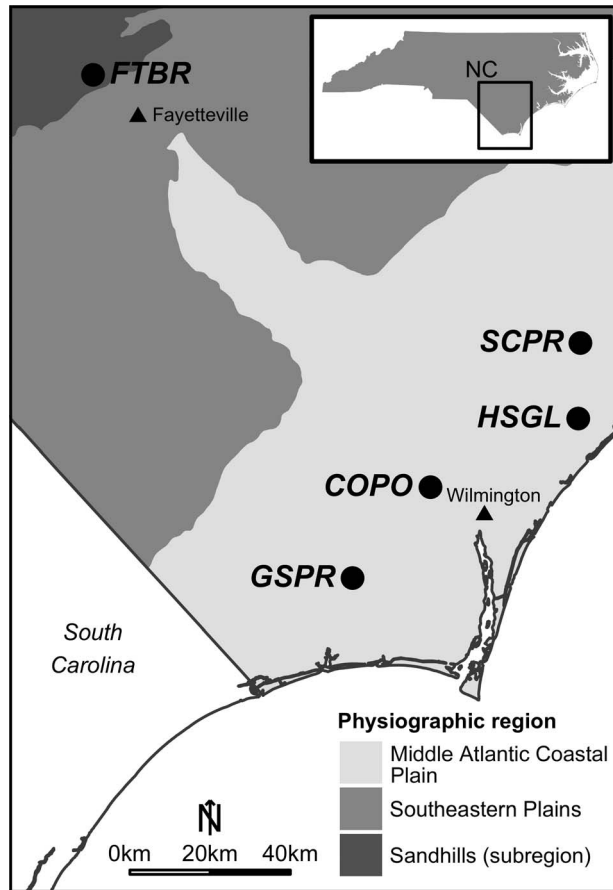 FTBR
Fayetteville
NC
SCPR
HSGL
COPO
Wilmington
GSPR
South
Carolina
Physiographic region
Middle Atlantic Coastal
Plain
Southeastern Plains
Sandhills (subregion)
N
0km 20km 40km